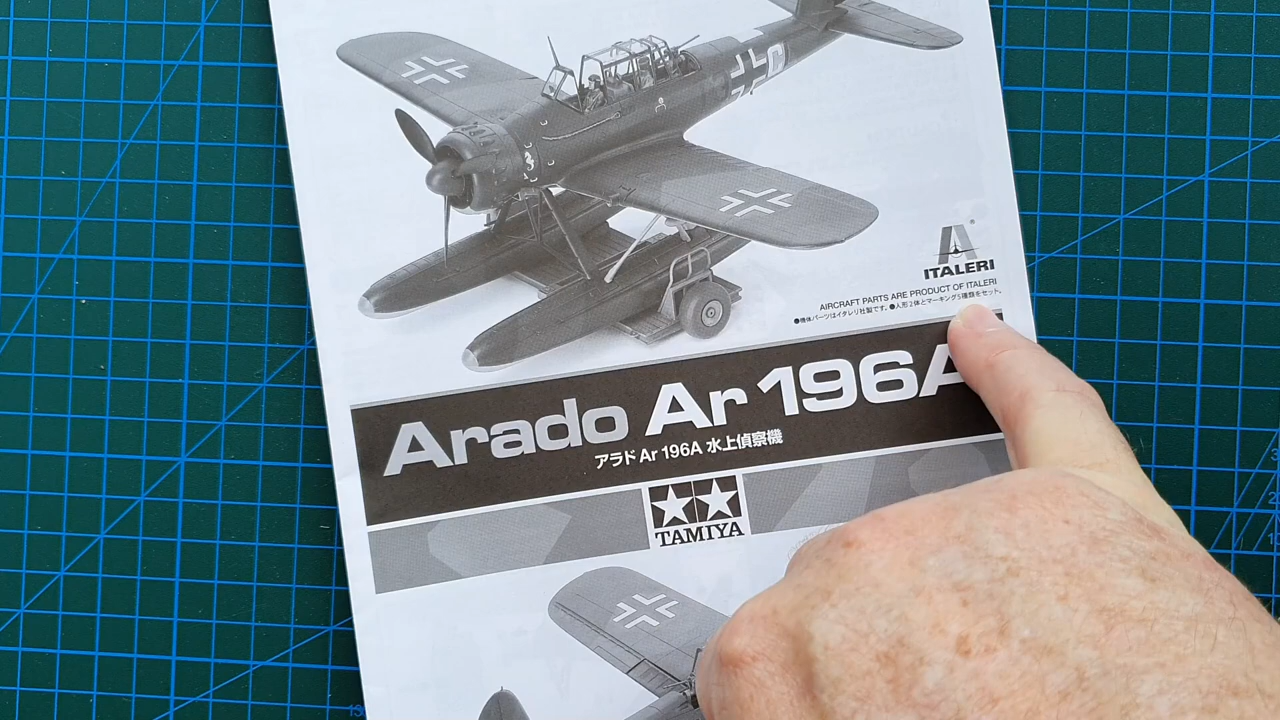 ITALERI
AIRCRAFT PARTS ARE PRODUCT OF ITALERI
●機体パーツはイタレリ社製です。●人形2体とマーキング5種類をセット。
Arado Ar 196A
アラド Ar 196A 水上偵察機
TAMIYA